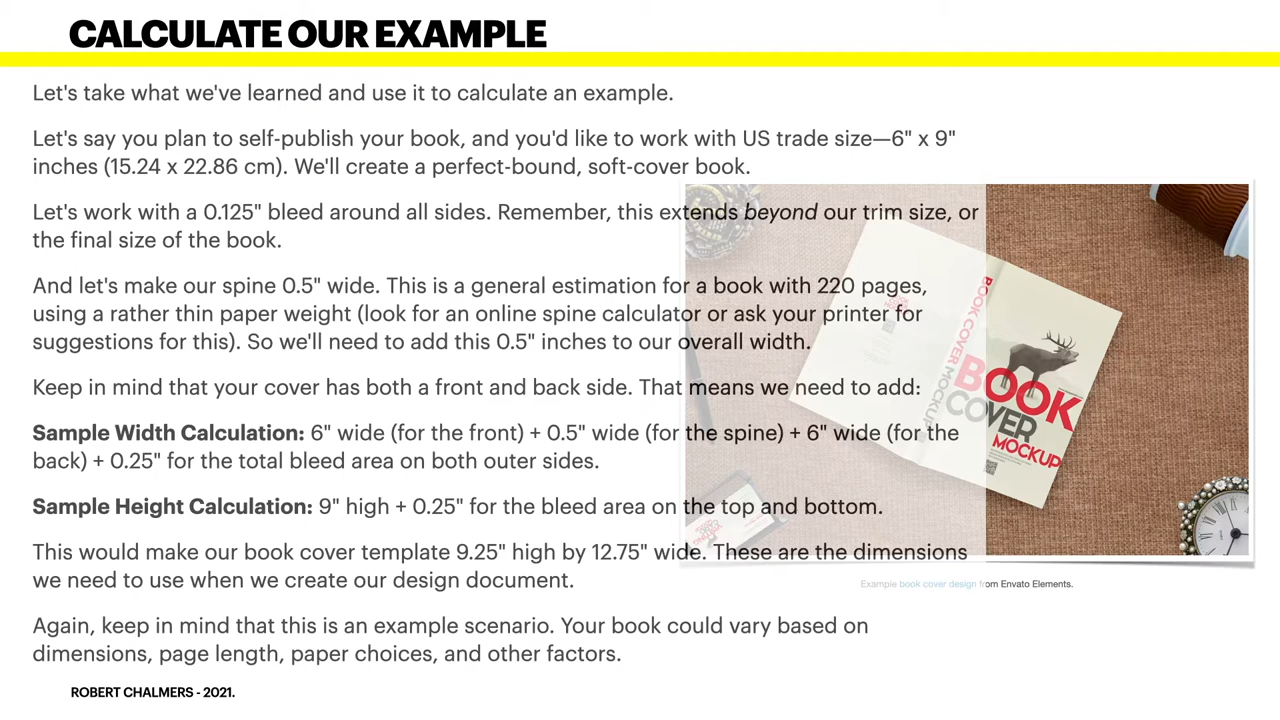 CALCULATE OUR EXAMPLE
Let's take what we've learned and use it to calculate an example.
Let's say you plan to self-publish your book, and you'd like to work with US trade size—6" x 9"
inches (15.24 x 22.86 cm). We'll create a perfect-bound, soft-cover book.
Let's work with a 0.125" bleed around all sides. Remember, this extends beyond our trim size, or
the final size of the book.
And let's make our spine 0.5" wide. This is a general estimation for a book with 220 pages,
using a rather thin paper weight (look for an online spine calculator or ask your printer for
suggestions for this). So we'll need to add this 0.5" inches to our overall width.
Keep in mind that your cover has both a front and back side. That means we need to add:
Sample Width Calculation: 6" wide (for the front) + 0.5" wide (for the spine) + 6" wide (for the
back) + 0.25" for the total bleed area on both outer sides.
Sample Height Calculation: 9" high + 0.25" for the bleed area on the top and bottom.
This would make our book cover template 9.25" high by 12.75" wide. These are the dimensions
we need to use when we create our design document.
Again, keep in mind that this is an example scenario. Your book could vary based on
dimensions, page length, paper choices, and other factors.
BOOK COVER MOCKUP
BOOK
COVER
MOCKUP
Example book cover design from Envato Elements.
ROBERT CHALMERS - 2021.